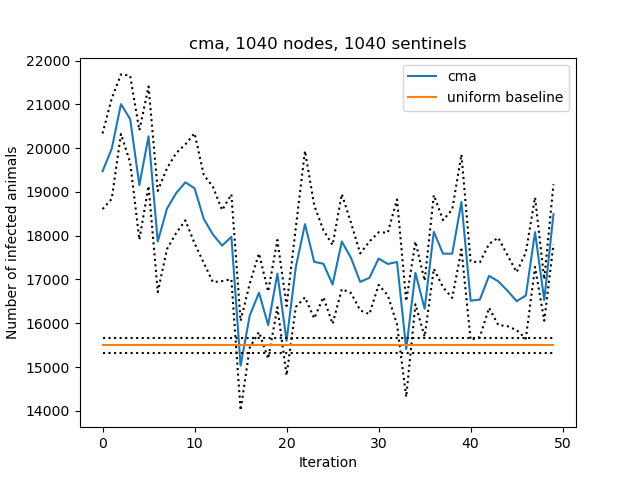 cma, 1040 nodes, 1040 sentinels
cma
uniform baseline
Number of infected animals
22000
21000
20000
19000
18000
17000
16000
15000
14000
0 10 20 30 40 50
Iteration